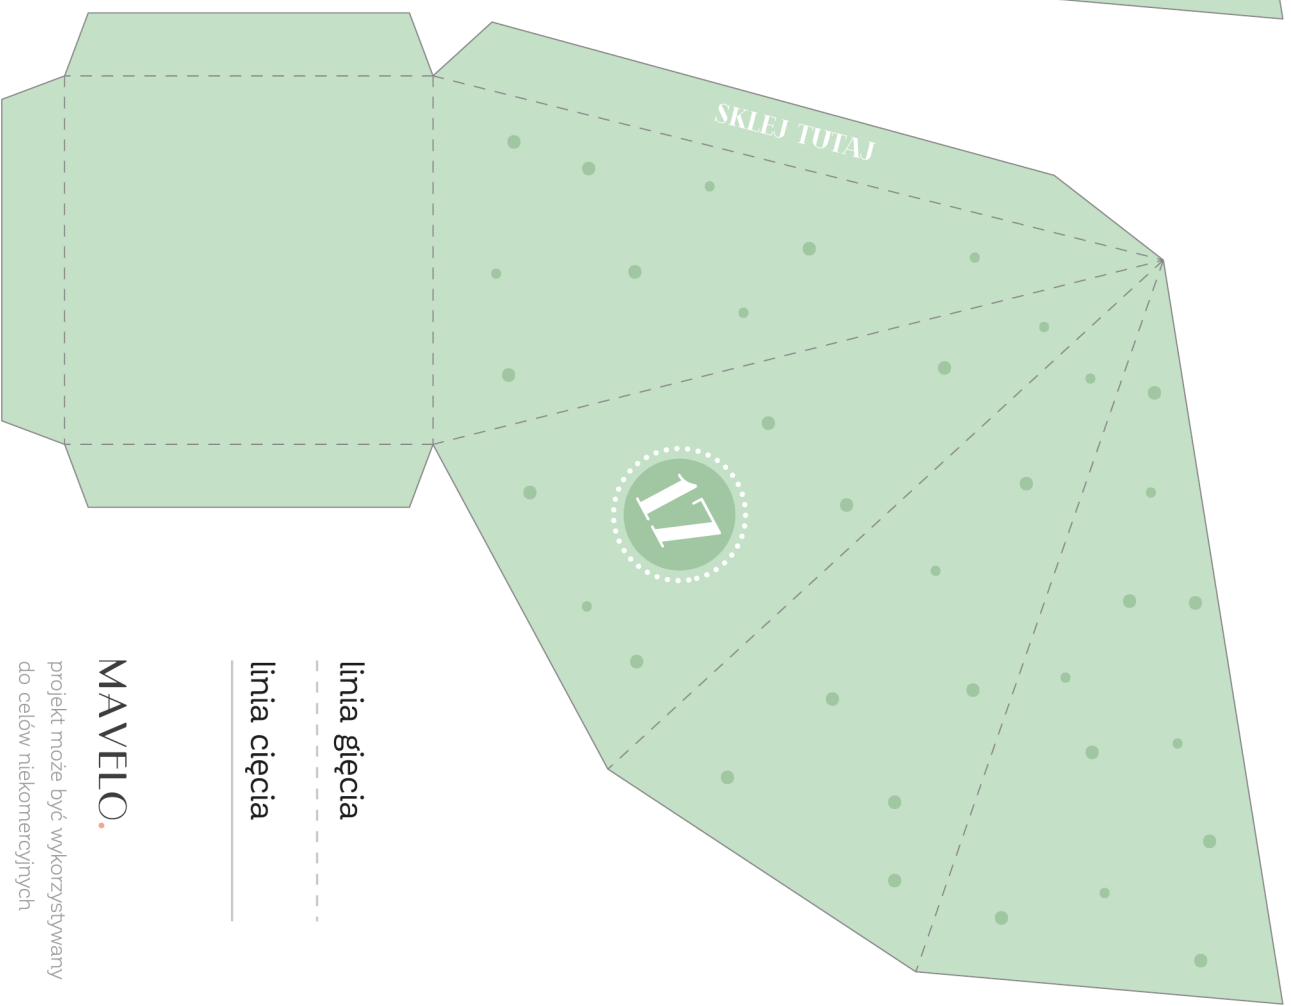 SKLEJ TUTAJ
17
linia gięcia
linia cięcia
MAVELO.
projekt może być wykorzystywany
do celów niekomercyjnych